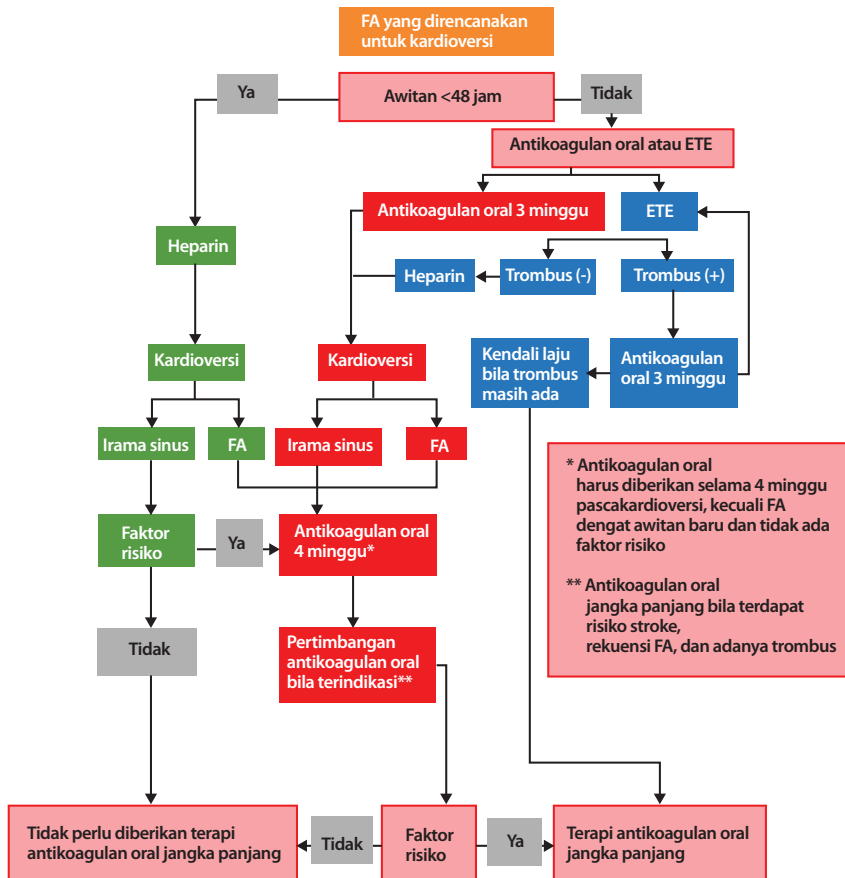 FA yang direncanakan
untuk kardioversi
Ya
Awitan <48 jam
Tidak
Antikoagulan oral atau ETE
Antikoagulan oral 3 minggu
ETE
Heparin
Heparin
Trombus (-)
Trombus (+)
Kardioversi
Kardioversi
Kendali laju
bila trombus
masih ada
Antikoagulan
oral 3 minggu
Irama sinus
FA
Irama sinus
FA
* Antikoagulan oral
harus diberikan selama 4 minggu
pascakardioversi, kecuali FA
dengat awitan baru dan tidak ada
faktor risiko
** Antikoagulan oral
jangka panjang bila terdapat
risiko stroke,
rekuensi FA, dan adanya trombus
Faktor
risiko
Ya
Antikoagulan oral
4 minggu*
Tidak
Pertimbangan
antikoagulan oral
bila terindikasi**
Tidak perlu diberikan terapi
antikoagulan oral jangka panjang
Tidak
Faktor
risiko
Ya
Terapi antikoagulan oral
jangka panjang